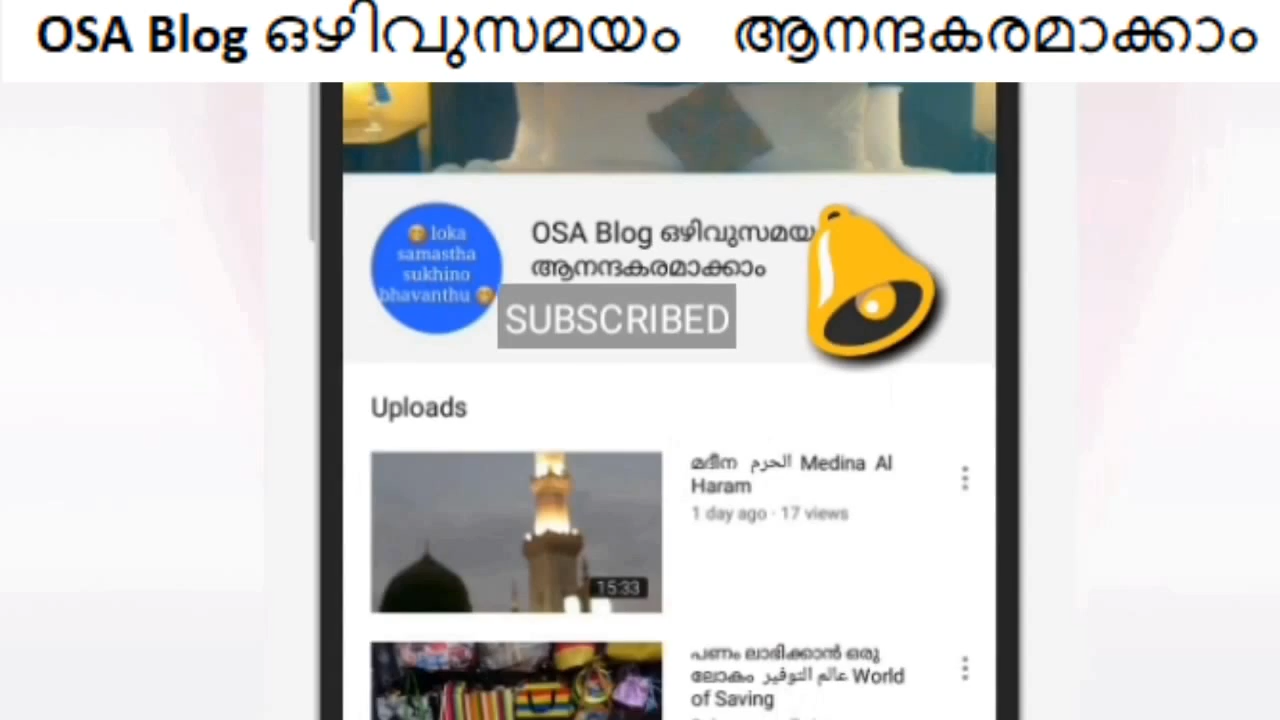 OSA Blog ഒഴിവുസമയം ആനന്ദകരമാക്കാം
OSA Blog ഒഴിവുസമയ
ആനന്ദകരമാക്കാം
😊 loka
samastha
sukhino
bhavanthu 😊
SUBSCRIBED
Uploads
മദീന الحرم Medina Al
Haram
1 day ago · 17 views
15:33
പണം ലാഭിക്കാൻ ഒരു
ലോകം عالم التوفير World
of Saving